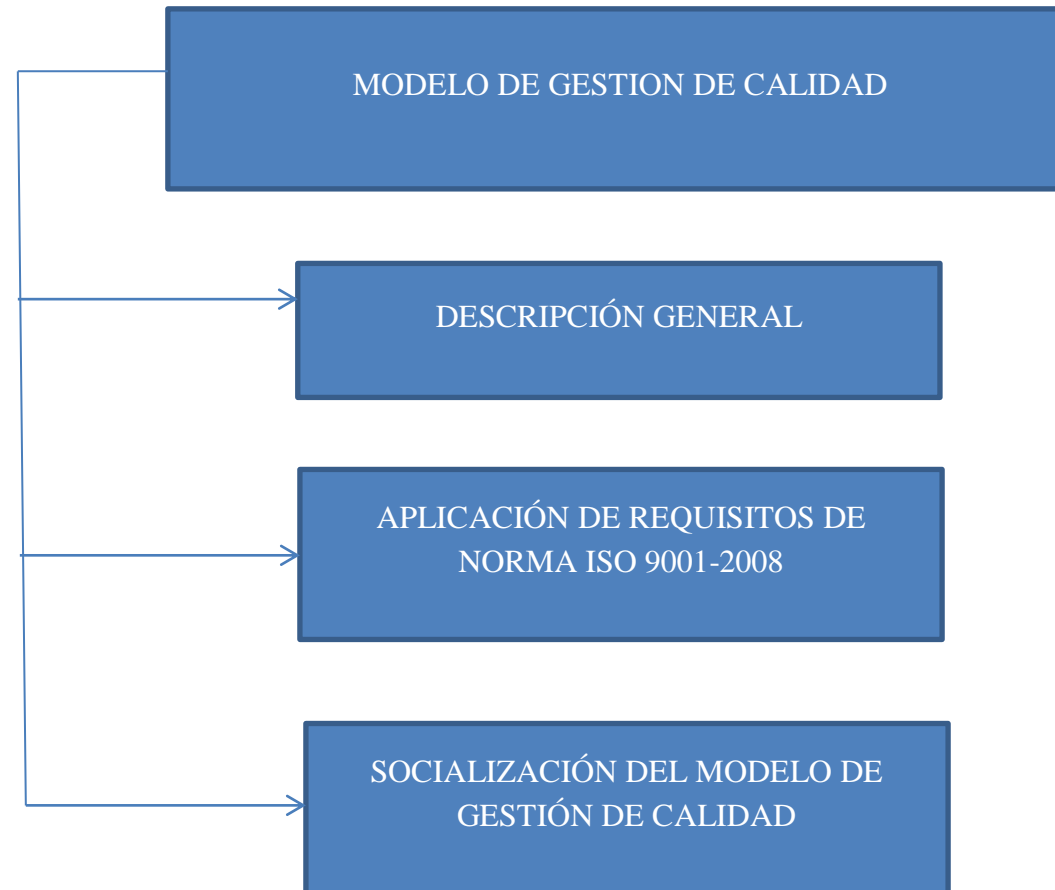 MODELO DE GESTION DE CALIDAD
DESCRIPCIÓN GENERAL
APLICACIÓN DE REQUISITOS DE
NORMA ISO 9001-2008
SOCIALIZACIÓN DEL MODELO DE
GESTIÓN DE CALIDAD